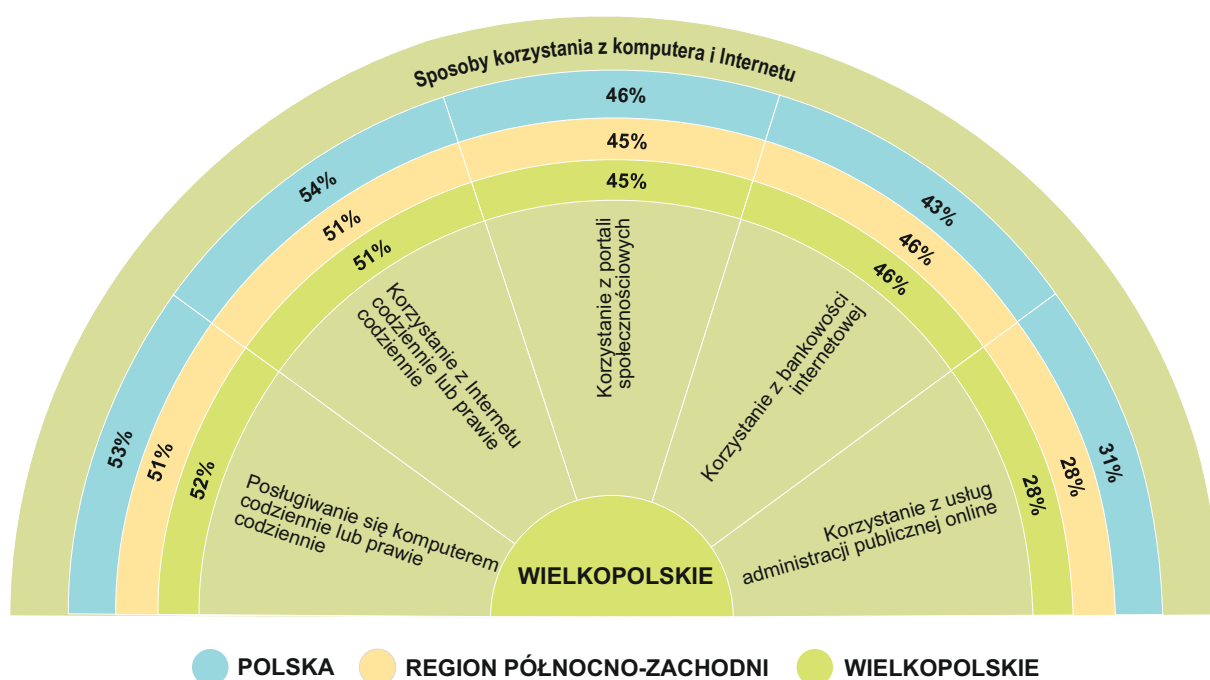 Sposoby korzystania z komputera i Internetu
46%
45%
45%
54%
51%
51%
43%
46%
46%
53%
51%
52%
31%
28%
28%
Posługiwanie się komputerem
codziennie lub prawie
codziennie
Korzystanie z Internetu
codziennie lub prawie
codziennie
Korzystanie z portali
społecznościowych
Korzystanie z bankowości
internetowej
Korzystanie z usług
administracji publicznej online
WIELKOPOLSKIE
POLSKA
REGION PÓŁNOCNO-ZACHODNI
WIELKOPOLSKIE